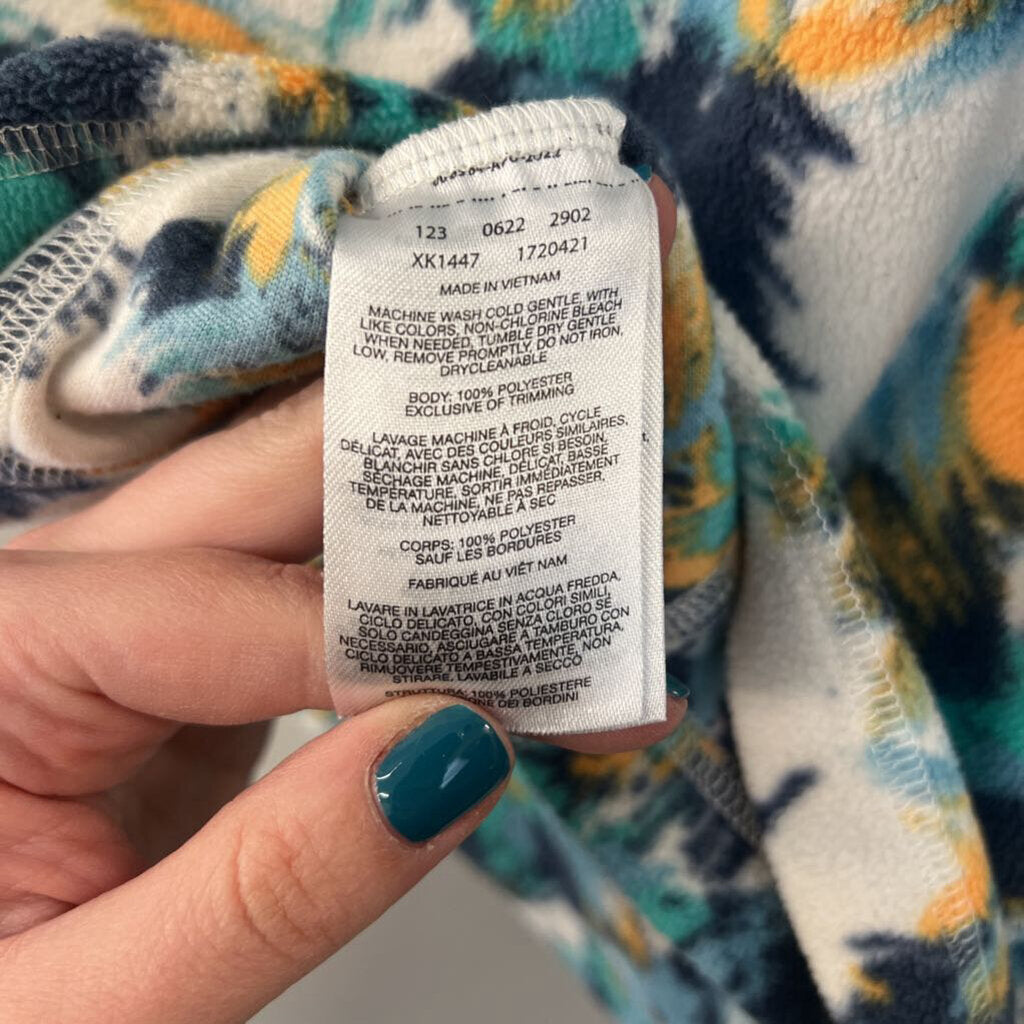 123 0622 2902
XK1447 1720421
MADE IN VIETNAM
MACHINE WASH COLD GENTLE, WITH
LIKE COLORS, NON-CHLORINE BLEACH
WHEN NEEDED, TUMBLE DRY GENTLE
LOW, REMOVE PROMPTLY, DO NOT IRON,
DRYCLEANABLE
BODY: 100% POLYESTER
EXCLUSIVE OF TRIMMING
LAVAGE MACHINE À FROID, CYCLE
DÉLICAT, AVEC DES COULEURS SIMILAIRES,
BLANCHIR SANS CHLORE SI BESOIN,
SÉCHAGE MACHINE, DÉLICAT, BASSE
TEMPÉRATURE, SORTIR IMMÉDIATEMENT
DE LA MACHINE, NE PAS REPASSER,
NETTOYABLE À SEC
CORPS: 100% POLYESTER
SAUF LES BORDURES
FABRIQUÉ AU VIÊT NAM
LAVARE IN LAVATRICE IN ACQUA FREDDA,
CICLO DELICATO, CON COLORI SIMILI,
SOLO CANDEGGINA SENZA CLORO SE
NECESSARIO, ASCIUGARE A TAMBURO CON
CICLO DELICATO A BASSA TEMPERATURA,
RIMUOVERE TEMPESTIVAMENTE, NON
STIRARE, LAVABILE A SECCO
STRUTTURA: 100% POLIESTERE
DEI BORDINI